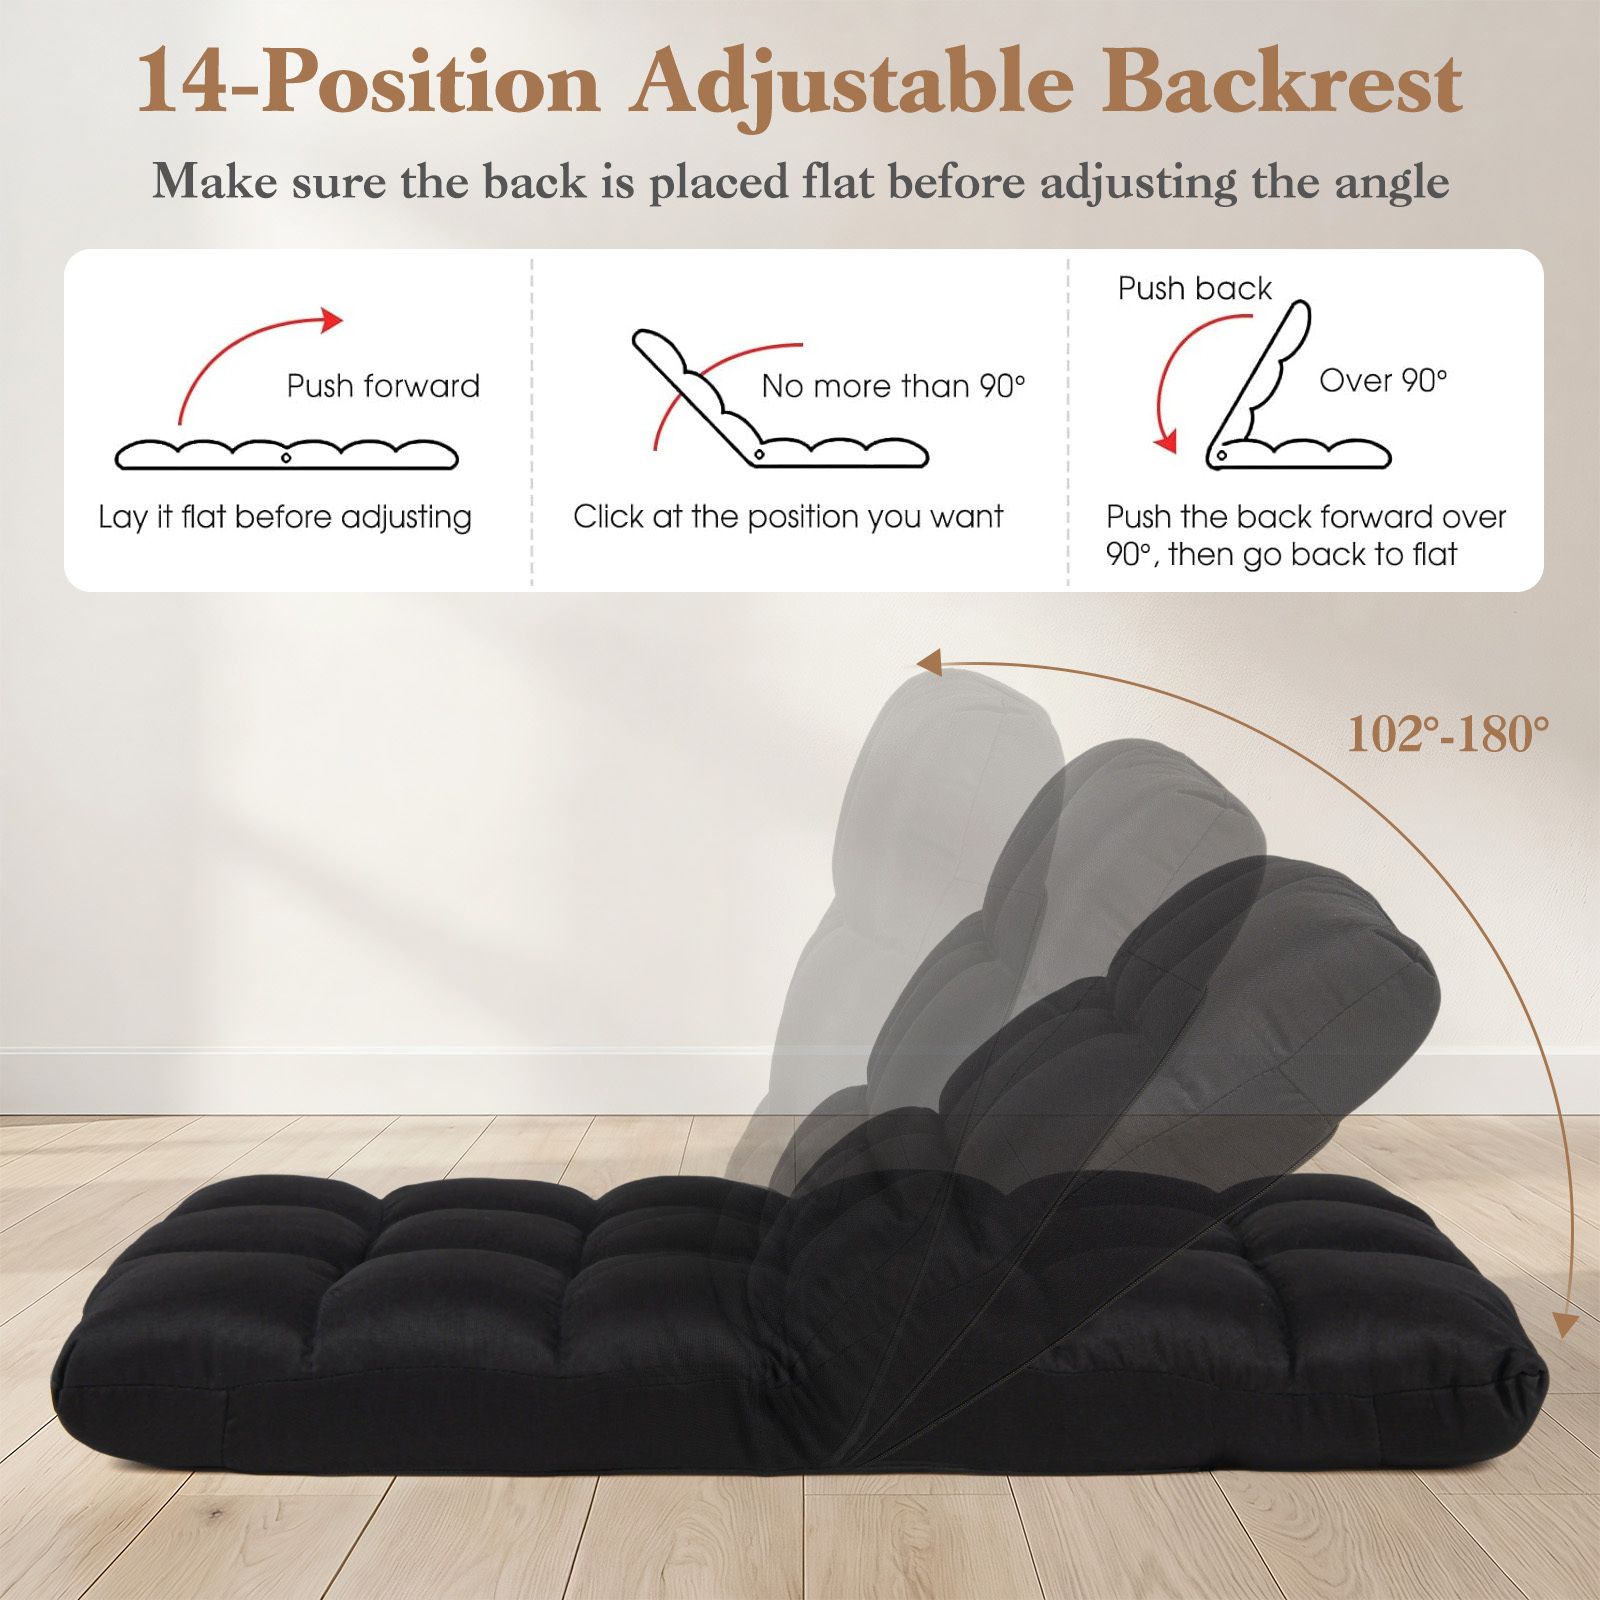 14-Position Adjustable Backrest
Make sure the back is placed flat before adjusting the angle
Push forward
Lay it flat before adjusting
No more than 90°
Click at the position you want
Push back
Over 90°
Push the back forward over
90°, then go back to flat
102°-180°